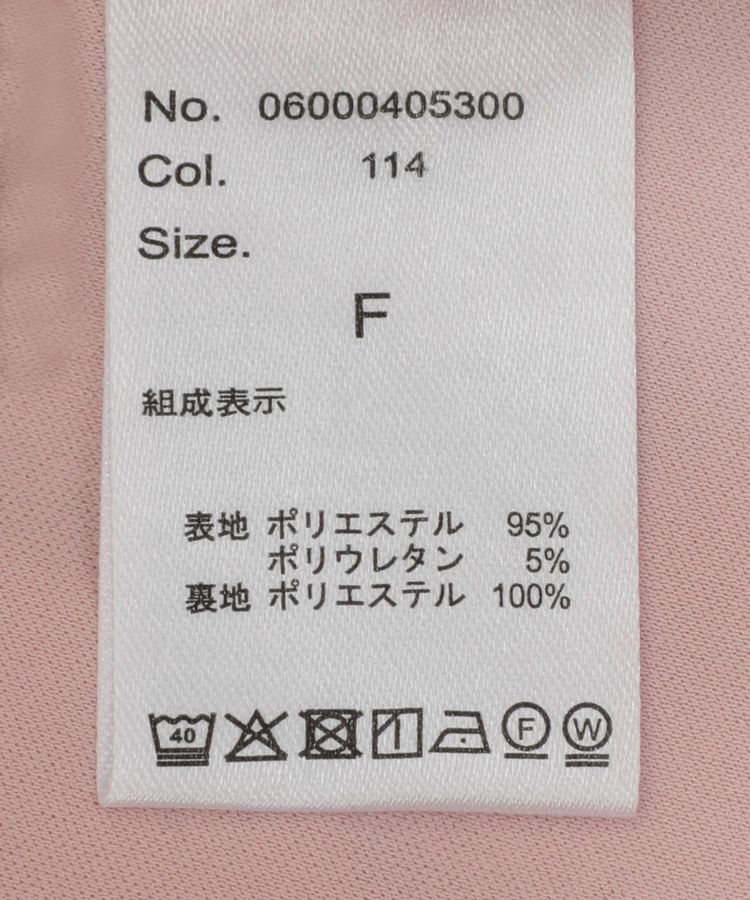 No. 06000405300
Col. 114
Size.
F
組成表示
表地 ポリエステル 95%
ポリウレタン 5%
裏地 ポリエステル 100%
40 F W